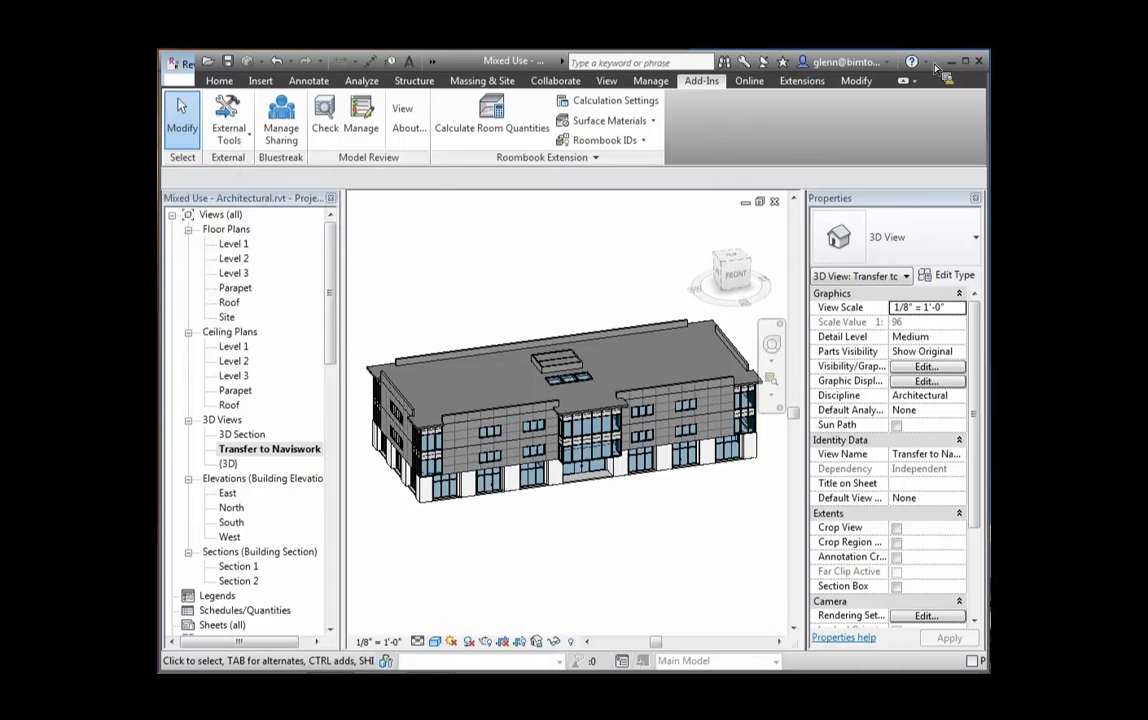 Re
Mixed Use - ...
Type a keyword or phrase
glenn@bimto...
Home Insert Annotate Analyze Structure Massing & Site Collaborate View Manage Add-Ins Online Extensions Modify
Modify
External Tools
Manage Sharing
Check
Manage
View
About...
Calculate Room Quantities
Calculation Settings
Surface Materials
Roombook IDs
Select External Bluestreak Model Review Roombook Extension
Mixed Use - Architectural.rvt - Proje...
Views (all)
Floor Plans
Level 1
Level 2
Level 3
Parapet
Roof
Site
Ceiling Plans
Level 1
Level 2
Level 3
Parapet
Roof
3D Views
3D Section
Transfer to Naviswork
{3D}
Elevations (Building Elevatio
East
North
South
West
Sections (Building Section)
Section 1
Section 2
Legends
Schedules/Quantities
Sheets (all)
FRONT
Properties
3D View
3D View: Transfer tc
Edit Type
Graphics
View Scale 1/8" = 1'-0"
Scale Value 1: 96
Detail Level Medium
Parts Visibility Show Original
Visibility/Grap... Edit...
Graphic Displ... Edit...
Discipline Architectural
Default Analy... None
Sun Path
Identity Data
View Name Transfer to Na...
Dependency Independent
Title on Sheet
Default View ... None
Extents
Crop View
Crop Region ...
Annotation Cr...
Far Clip Active
Section Box
Camera
Rendering Set... Edit...
Properties help
Apply
1/8" = 1'-0"
Click to select, TAB for alternates, CTRL adds, SHI
:0
Main Model
P